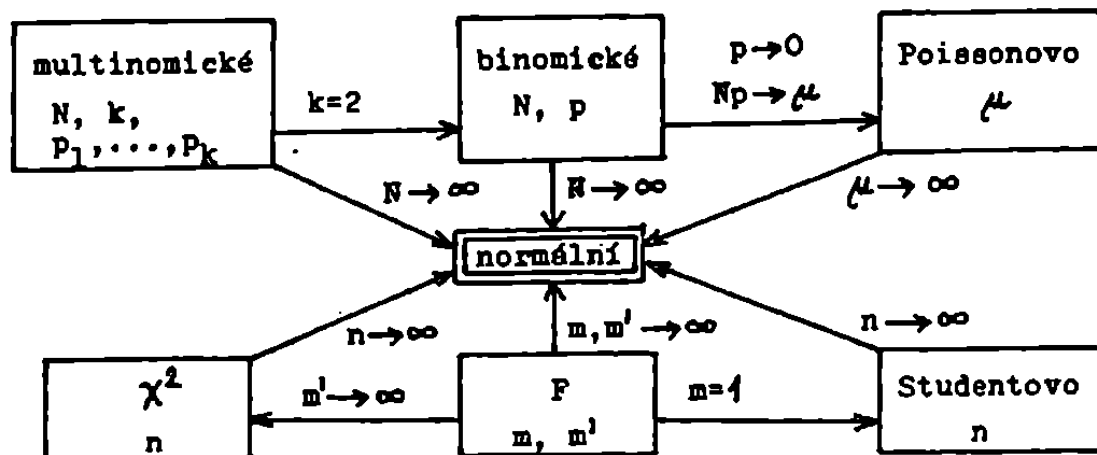 multinomické
N, k,
p₁,...,pₖ
k=2
binomické
N, p
p→0
Np→μ
Poissonovo
μ
N→∞
N→∞
μ→∞
normální
n→∞
m,m'→∞
n→∞
χ²
n
m'→∞
F
m, m'
m=1
Studentovo
n